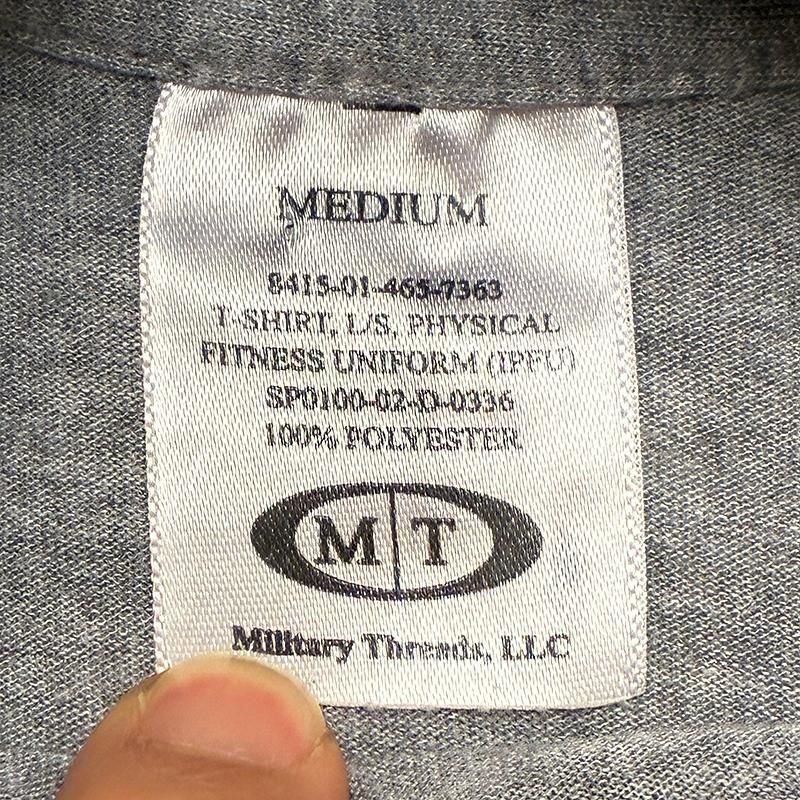 MEDIUM
8415-01-465-7363
T-SHIRT, L/S, PHYSICAL
FITNESS UNIFORM (IPFU)
SP0100-02-D-0336
100% POLYESTER
M T
Military Threads, LLC